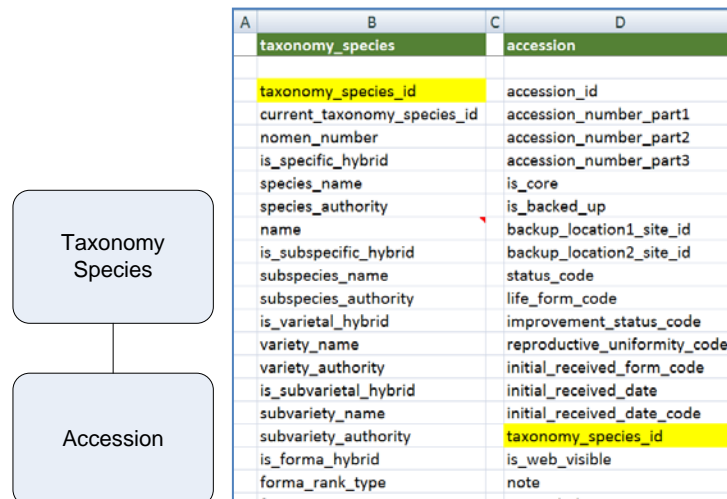 Taxonomy
Species
Accession
A B C D
taxonomy_species accession
taxonomy_species_id accession_id
current_taxonomy_species_id accession_number_part1
nomen_number accession_number_part2
is_specific_hybrid accession_number_part3
species_name is_core
species_authority is_backed_up
name backup_location1_site_id
is_subspecific_hybrid backup_location2_site_id
subspecies_name status_code
subspecies_authority life_form_code
is_varietal_hybrid improvement_status_code
variety_name reproductive_uniformity_code
variety_authority initial_received_form_code
is_subvarietal_hybrid initial_received_date
subvariety_name initial_received_date_code
subvariety_authority taxonomy_species_id
is_forma_hybrid is_web_visible
forma_rank_type note